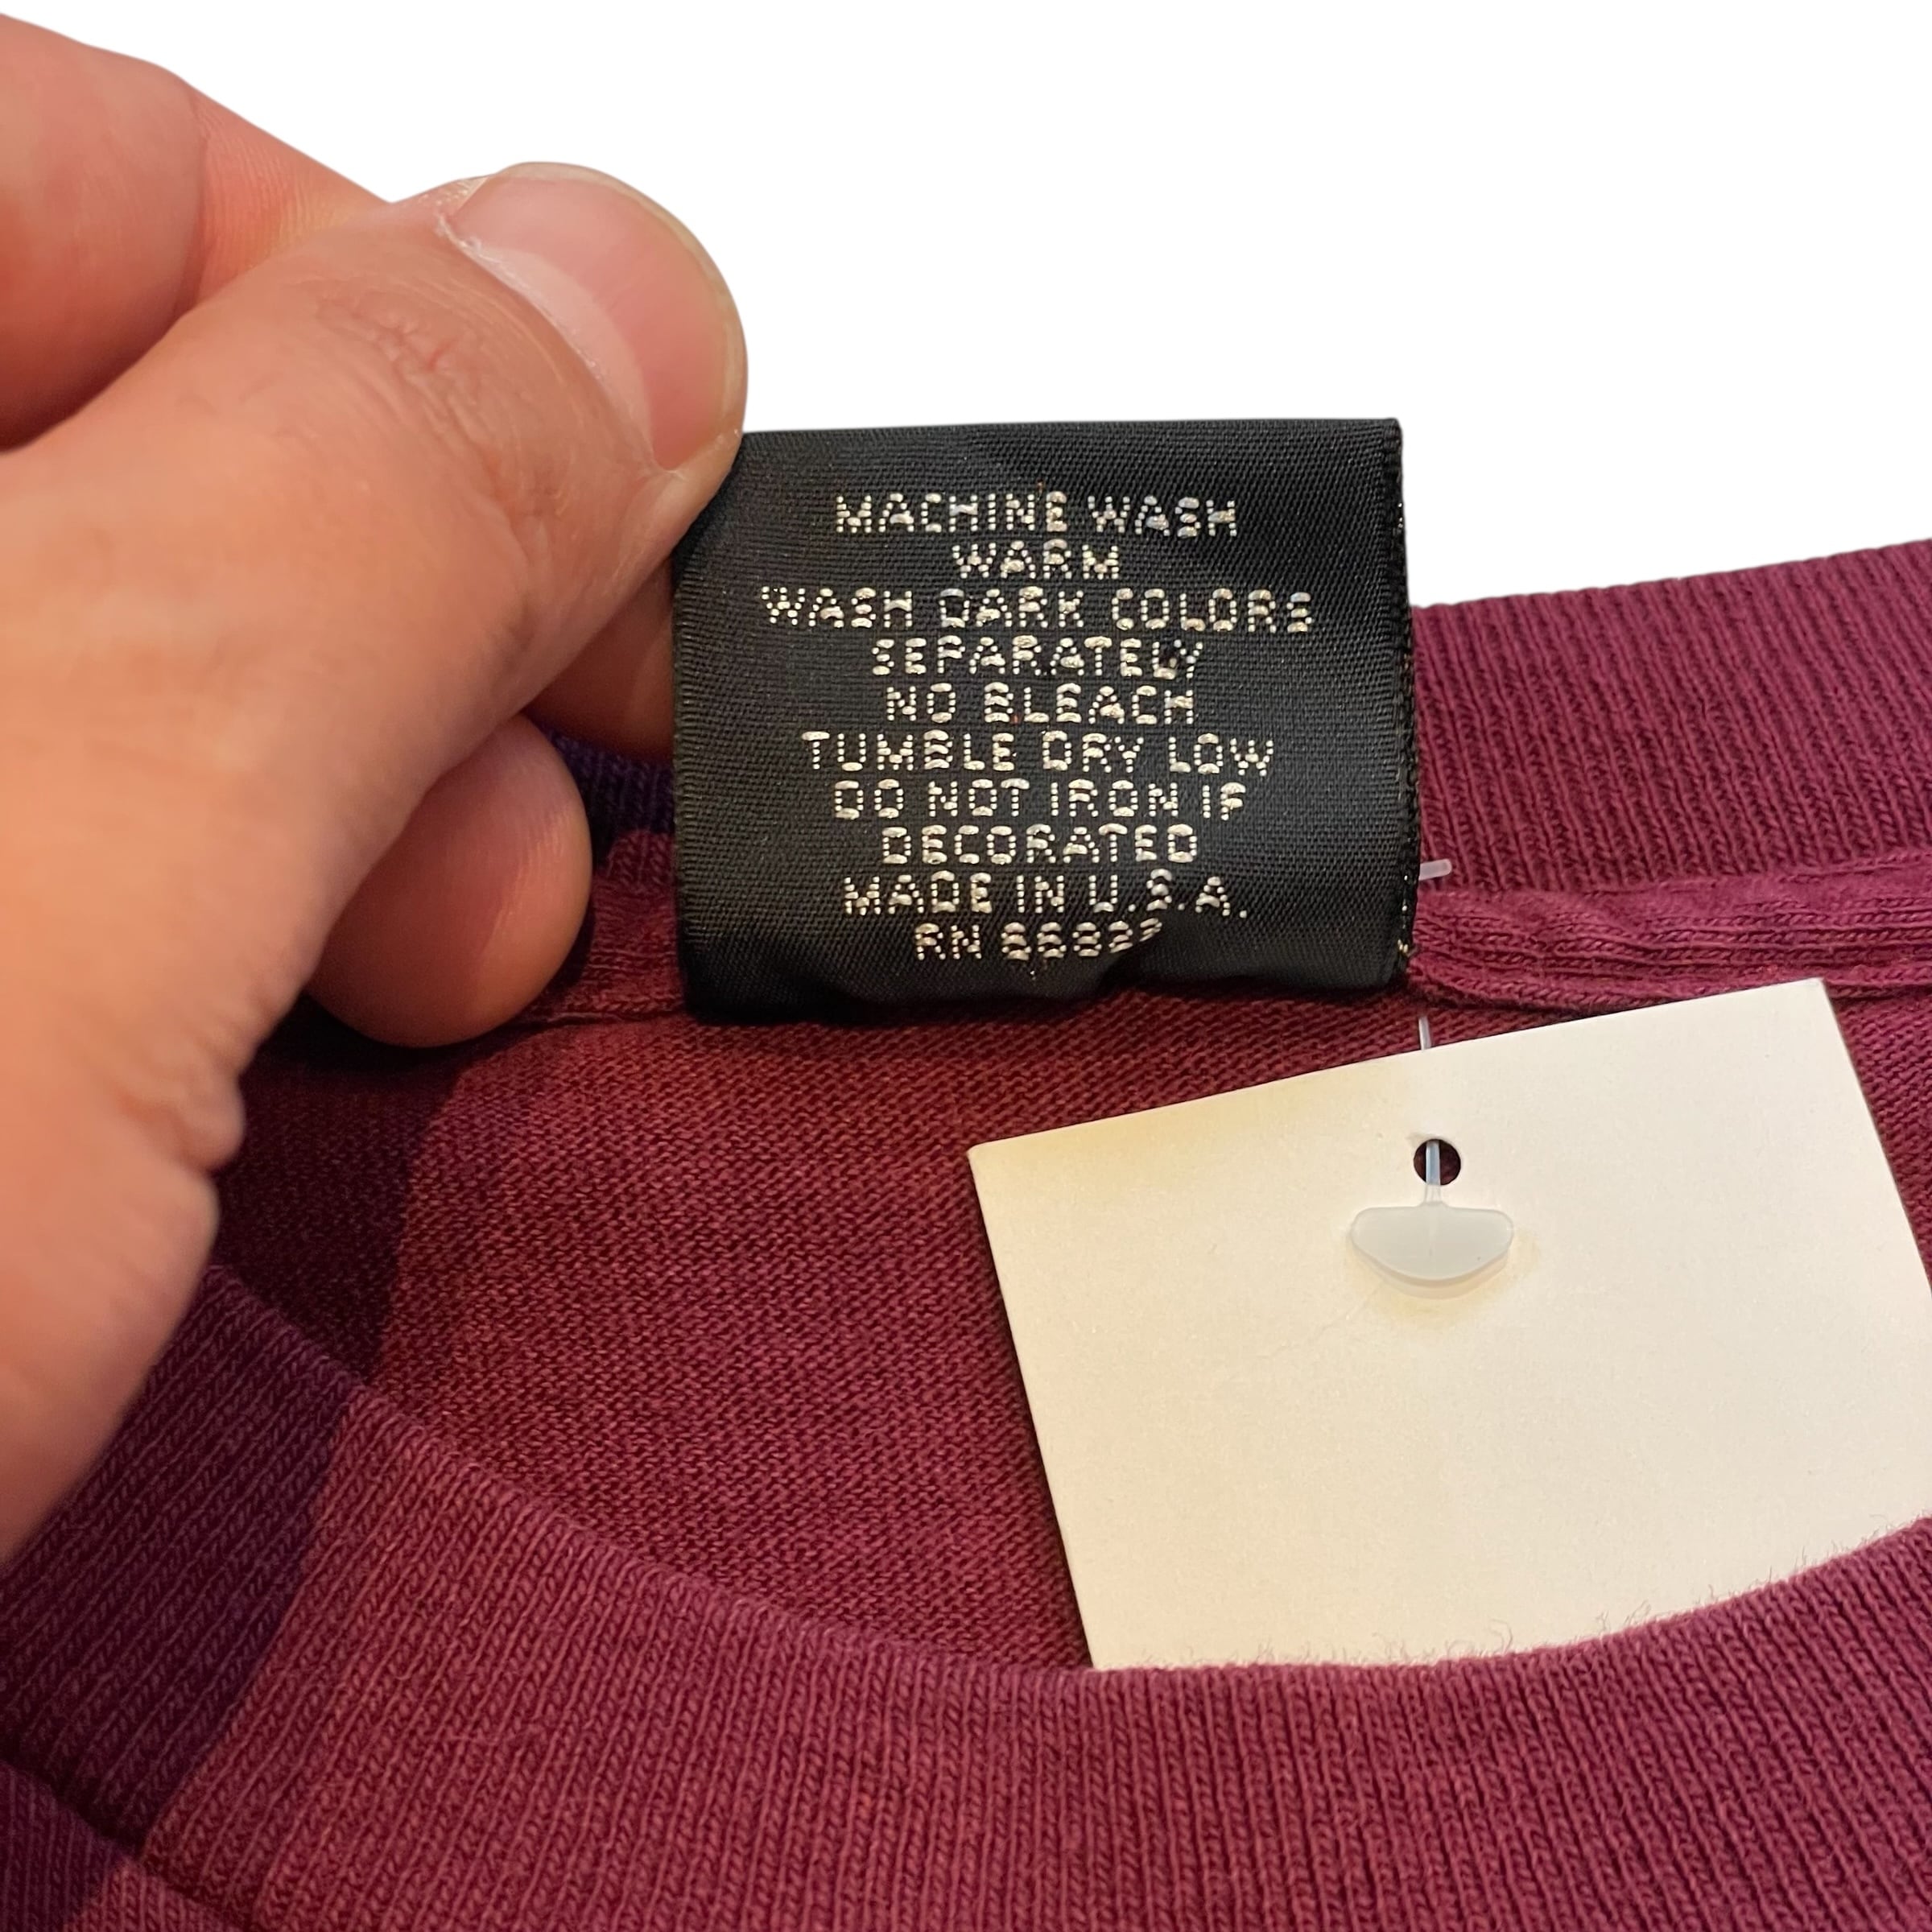 MACHINE WASH
WARM
WASH DARK COLORS
SEPARATELY
NO BLEACH
TUMBLE DRY LOW
DO NOT IRON IF
DECORATED
MADE IN U.S.A.
RN